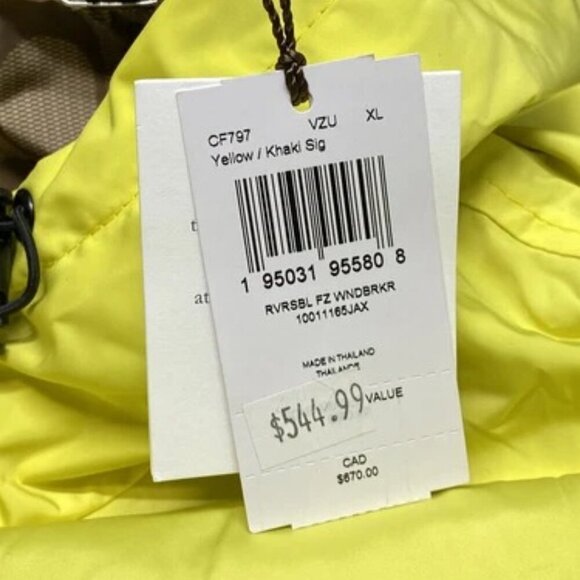 CF797 VZU XL
Yellow / Khaki Sig
1 95031 95580 8
RVRSBL FZ WNDBRKR
10011165JAX
MADE IN THAILAND
$544.99 VALUE
CAD
$670.00
t
at